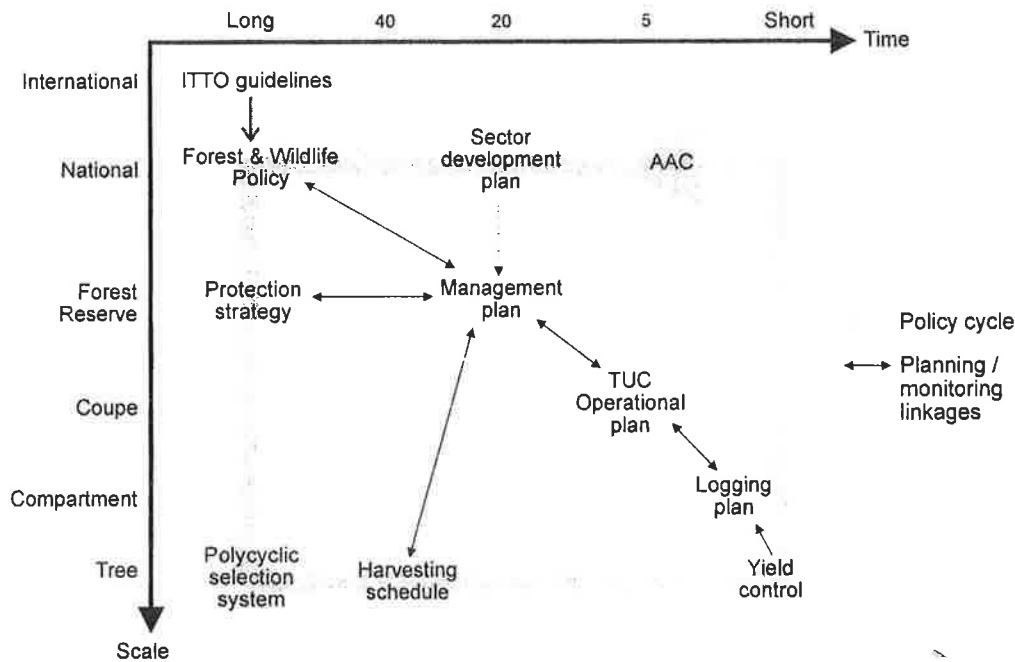 Long 40 20 5 Short
Time
International
ITTO guidelines
National
Forest & Wildlife
Policy
Sector
development
plan
AAC
Forest
Reserve
Protection
strategy
Management
plan
Policy cycle
Planning /
monitoring
linkages
Coupe
TUC
Operational
plan
Compartment
Logging
plan
Tree
Polycyclic
selection
system
Harvesting
schedule
Yield
control
Scale